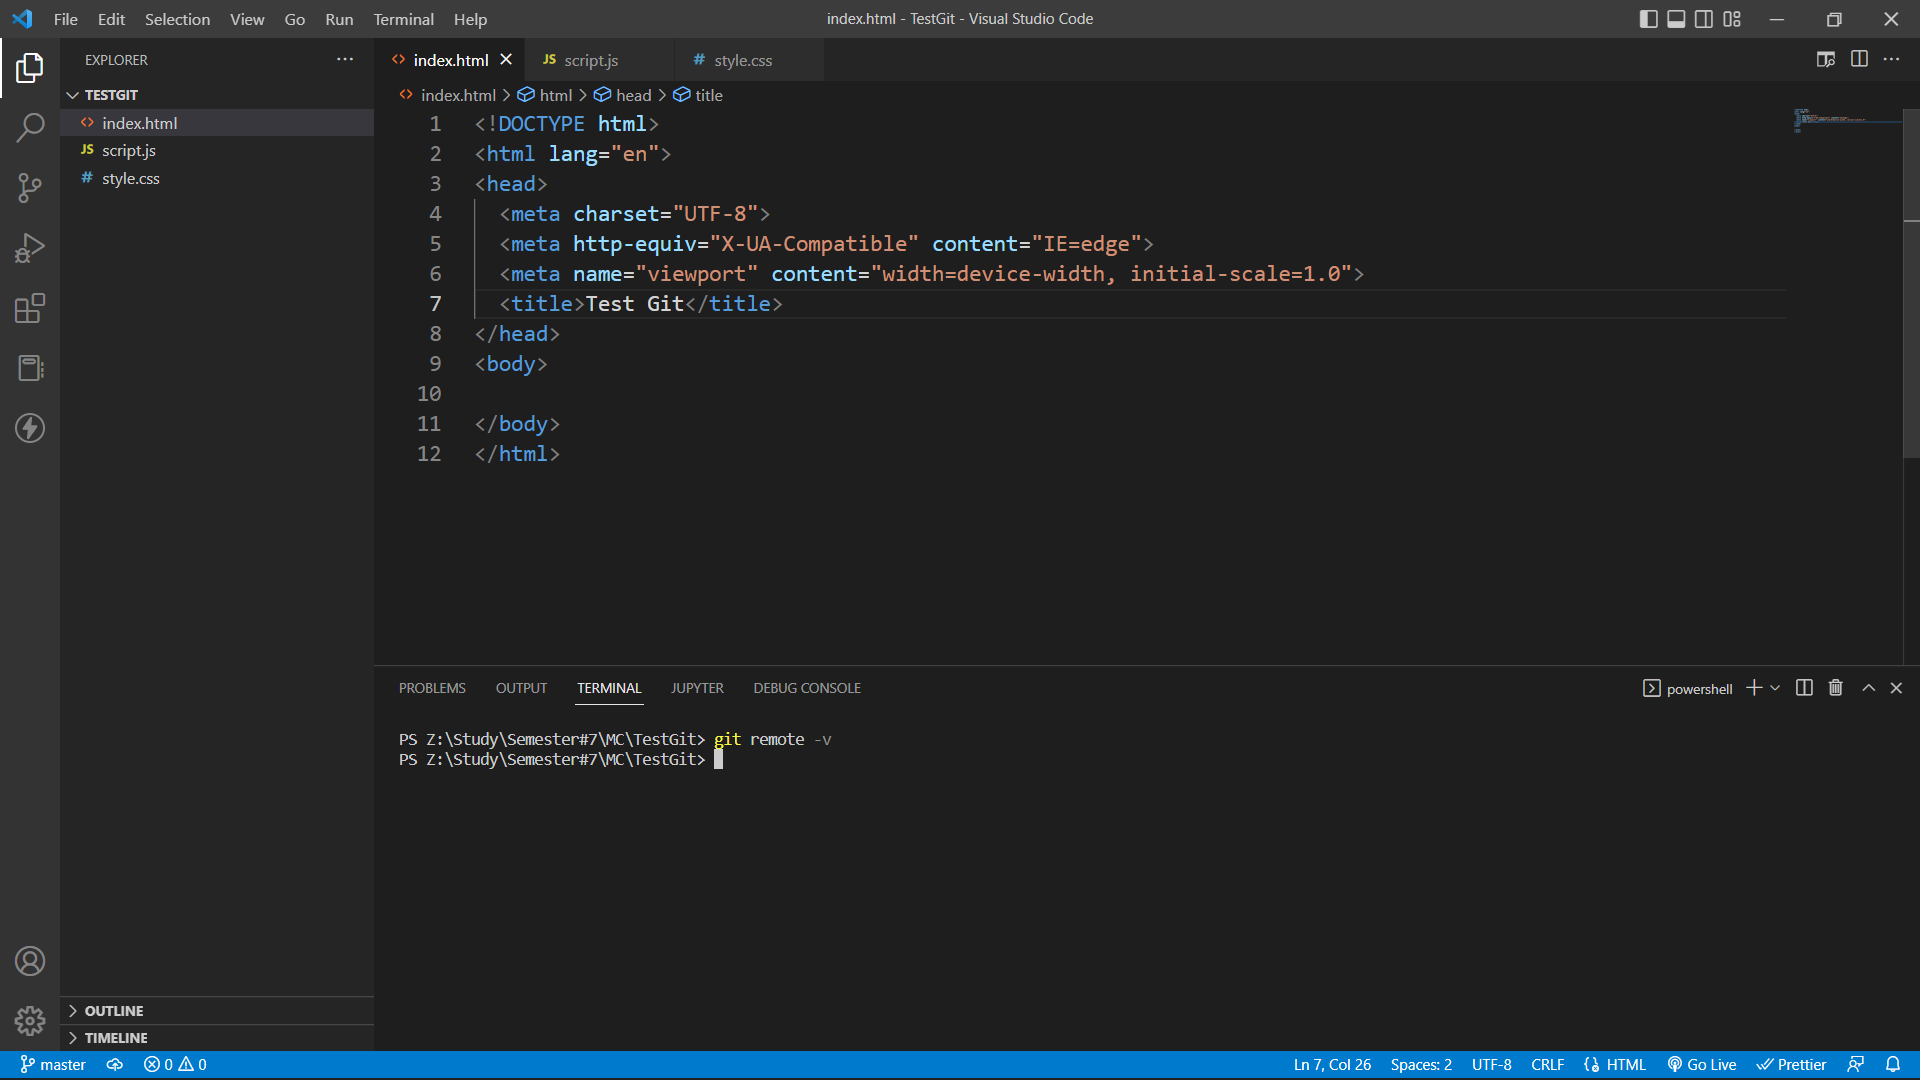 File Edit Selection View Go Run Terminal Help
index.html - TestGit - Visual Studio Code
EXPLORER
TESTGIT
index.html
JS script.js
# style.css
OUTLINE
TIMELINE
index.html
JS script.js
# style.css
index.html > html > head > title
1 <!DOCTYPE html>
2 <html lang="en">
3 <head>
4 <meta charset="UTF-8">
5 <meta http-equiv="X-UA-Compatible" content="IE=edge">
6 <meta name="viewport" content="width=device-width, initial-scale=1.0">
7 <title>Test Git</title>
8 </head>
9 <body>
10
11 </body>
12 </html>
PROBLEMS OUTPUT TERMINAL JUPYTER DEBUG CONSOLE
powershell
PS Z:\Study\Semester#7\MC\TestGit> git remote -v
PS Z:\Study\Semester#7\MC\TestGit>
master 0 0
Ln 7, Col 26 Spaces: 2 UTF-8 CRLF HTML Go Live Prettier